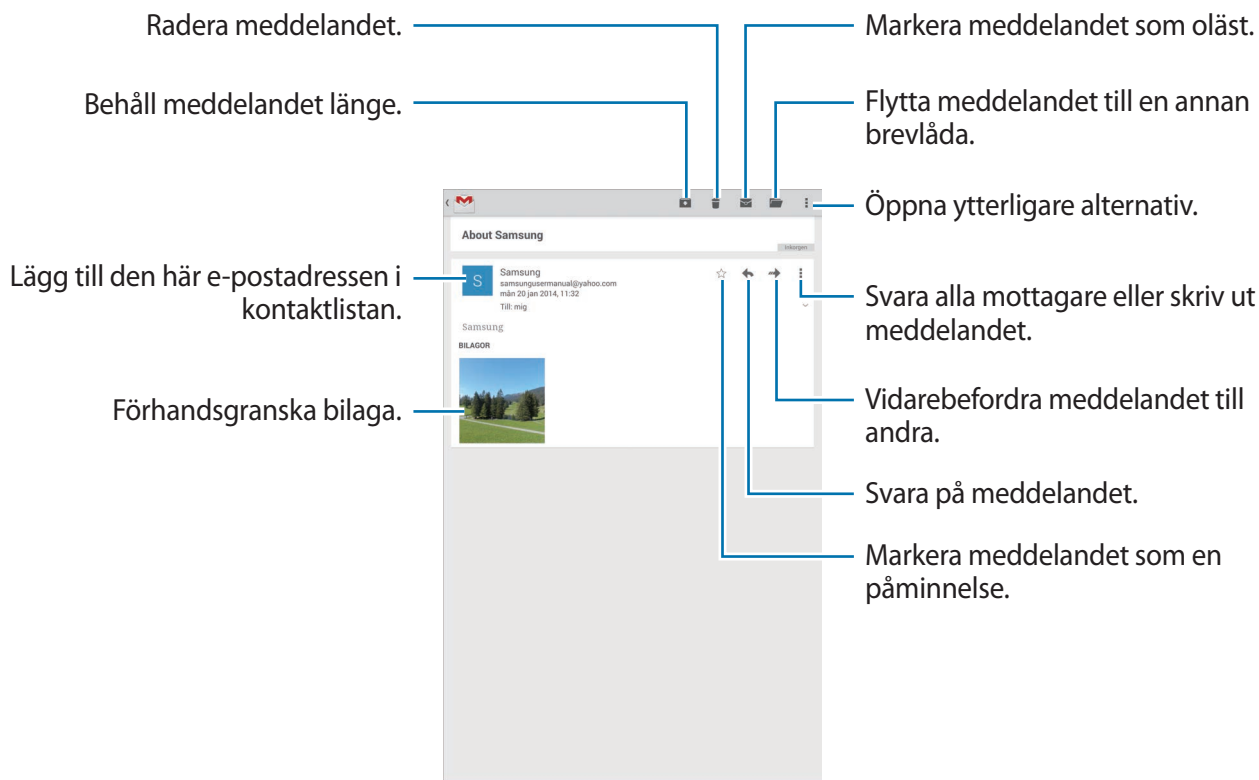 Radera meddelandet.
Behåll meddelandet länge.
Lägg till den här e-postadressen i
kontaktlistan.
Förhandsgranska bilaga.
Markera meddelandet som oläst.
Flytta meddelandet till en annan
brevlåda.
Öppna ytterligare alternativ.
Svara alla mottagare eller skriv ut
meddelandet.
Vidarebefordra meddelandet till
andra.
Svara på meddelandet.
Markera meddelandet som en
påminnelse.
About Samsung
Inkorgen
S
Samsung
samsungusermanual@yahoo.com
mån 20 jan 2014, 11:32
Till: mig
Samsung
BILAGOR